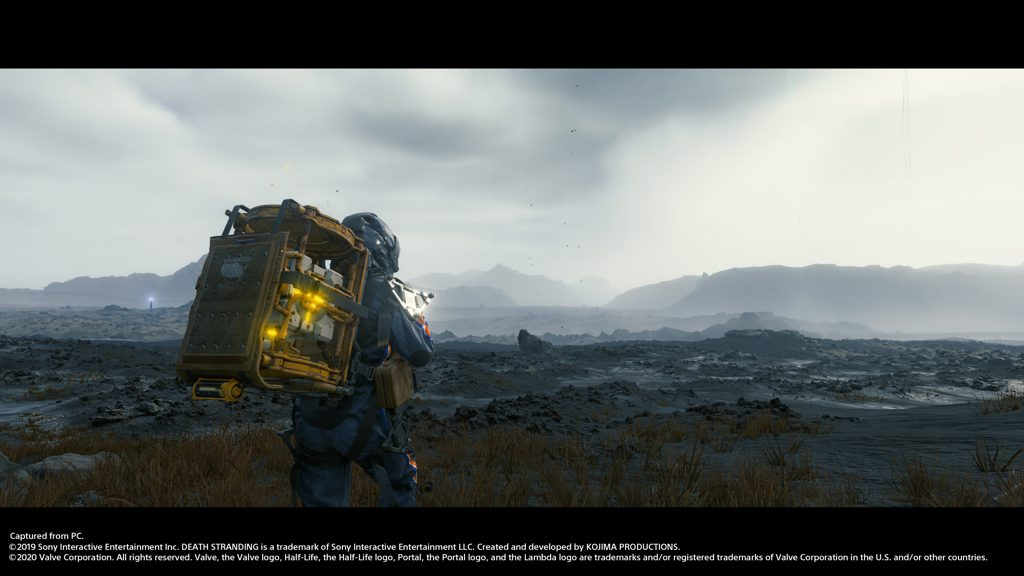 Captured from PC.
©2019 Sony Interactive Entertainment Inc. DEATH STRANDING is a trademark of Sony Interactive Entertainment LLC. Created and developed by KOJIMA PRODUCTIONS.
©2020 Valve Corporation. All rights reserved. Valve, the Valve logo, Half-Life, the Half-Life logo, Portal, the Portal logo, and the Lambda logo are trademarks and/or registered trademarks of Valve Corporation in the U.S. and/or other countries.